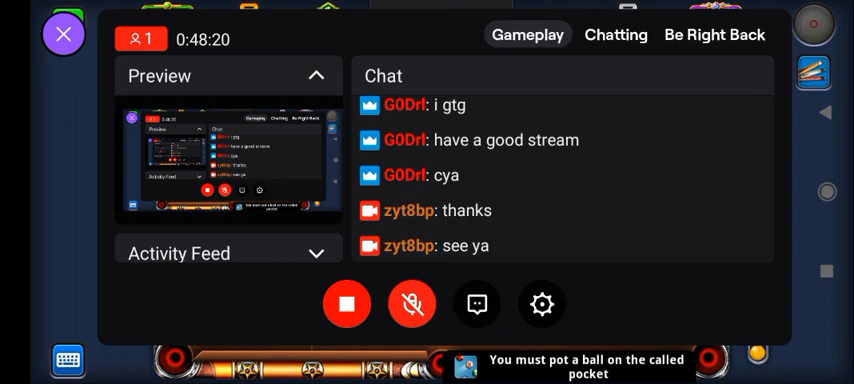 1 0:48:20
Gameplay Chatting Be Right Back
Preview
Chat
G0Drl: i gtg
G0Drl: have a good stream
G0Drl: cya
zyt8bp: thanks
zyt8bp: see ya
Activity Feed
You must pot a ball on the called
pocket